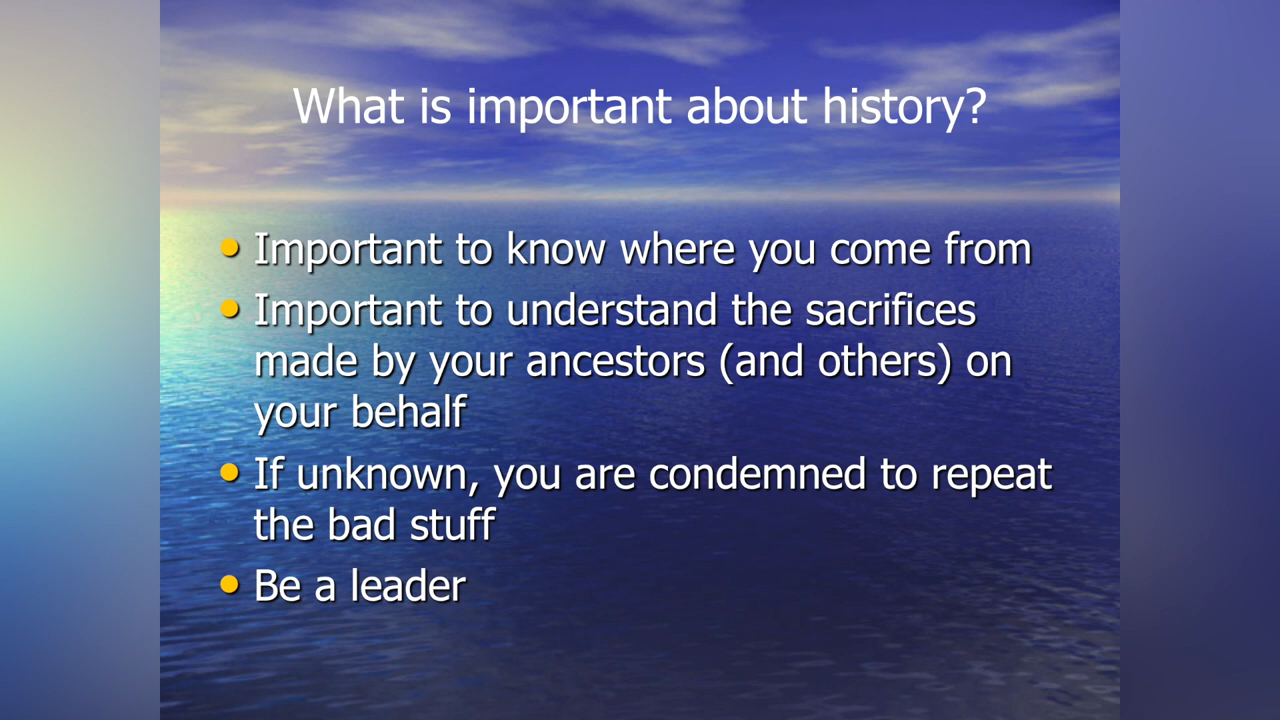 What is important about history?
• Important to know where you come from
• Important to understand the sacrifices
made by your ancestors (and others) on
your behalf
• If unknown, you are condemned to repeat
the bad stuff
• Be a leader